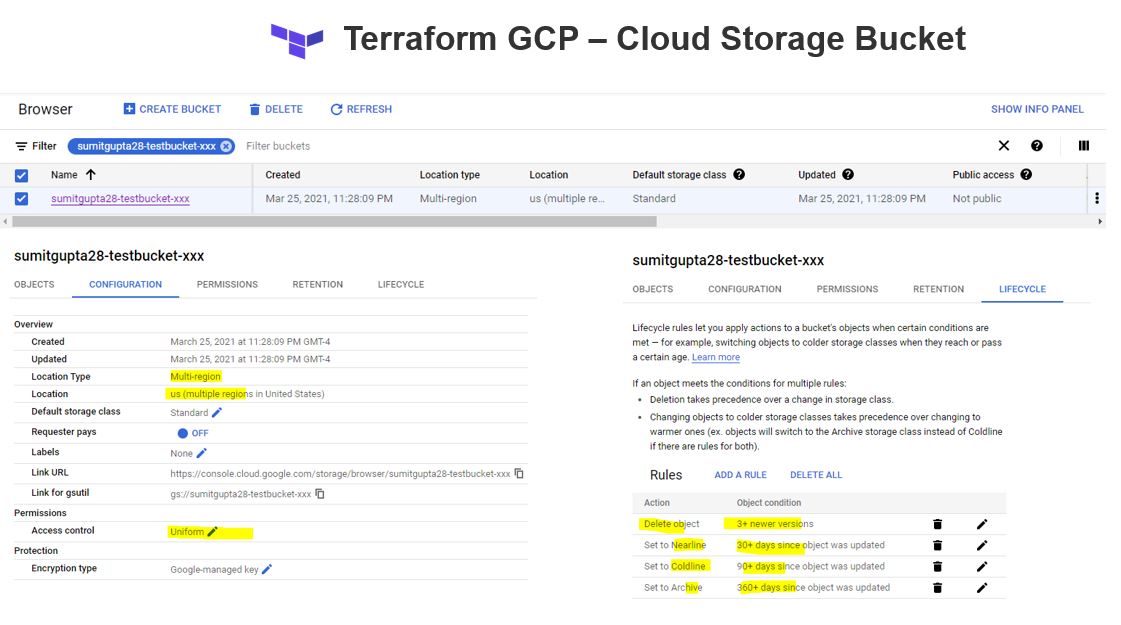 Terraform GCP – Cloud Storage Bucket
Browser CREATE BUCKET DELETE REFRESH SHOW INFO PANEL
Filter sumitgupta28-testbucket-xxx Filter buckets
Name Created Location type Location Default storage class Updated Public access
sumitgupta28-testbucket-xxx Mar 25, 2021, 11:28:09 PM Multi-region us (multiple re... Standard Mar 25, 2021, 11:28:09 PM Not public
sumitgupta28-testbucket-xxx
OBJECTS CONFIGURATION PERMISSIONS RETENTION LIFECYCLE
Overview
Created March 25, 2021 at 11:28:09 PM GMT-4
Updated March 25, 2021 at 11:28:09 PM GMT-4
Location Type Multi-region
Location us (multiple regions in United States)
Default storage class Standard
Requester pays OFF
Labels None
Link URL https://console.cloud.google.com/storage/browser/sumitgupta28-testbucket-xxx
Link for gsutil gs://sumitgupta28-testbucket-xxx
Permissions
Access control Uniform
Protection
Encryption type Google-managed key
sumitgupta28-testbucket-xxx
OBJECTS CONFIGURATION PERMISSIONS RETENTION LIFECYCLE
Lifecycle rules let you apply actions to a bucket's objects when certain conditions are
met — for example, switching objects to colder storage classes when they reach or pass
a certain age. Learn more
If an object meets the conditions for multiple rules:
• Deletion takes precedence over a change in storage class.
• Changing objects to colder storage classes takes precedence over changing to
warmer ones (ex. objects will switch to the Archive storage class instead of Coldline
if there are rules for both).
Rules ADD A RULE DELETE ALL
Action Object condition
Delete object 3+ newer versions
Set to Nearline 30+ days since object was updated
Set to Coldline 90+ days since object was updated
Set to Archive 360+ days since object was updated